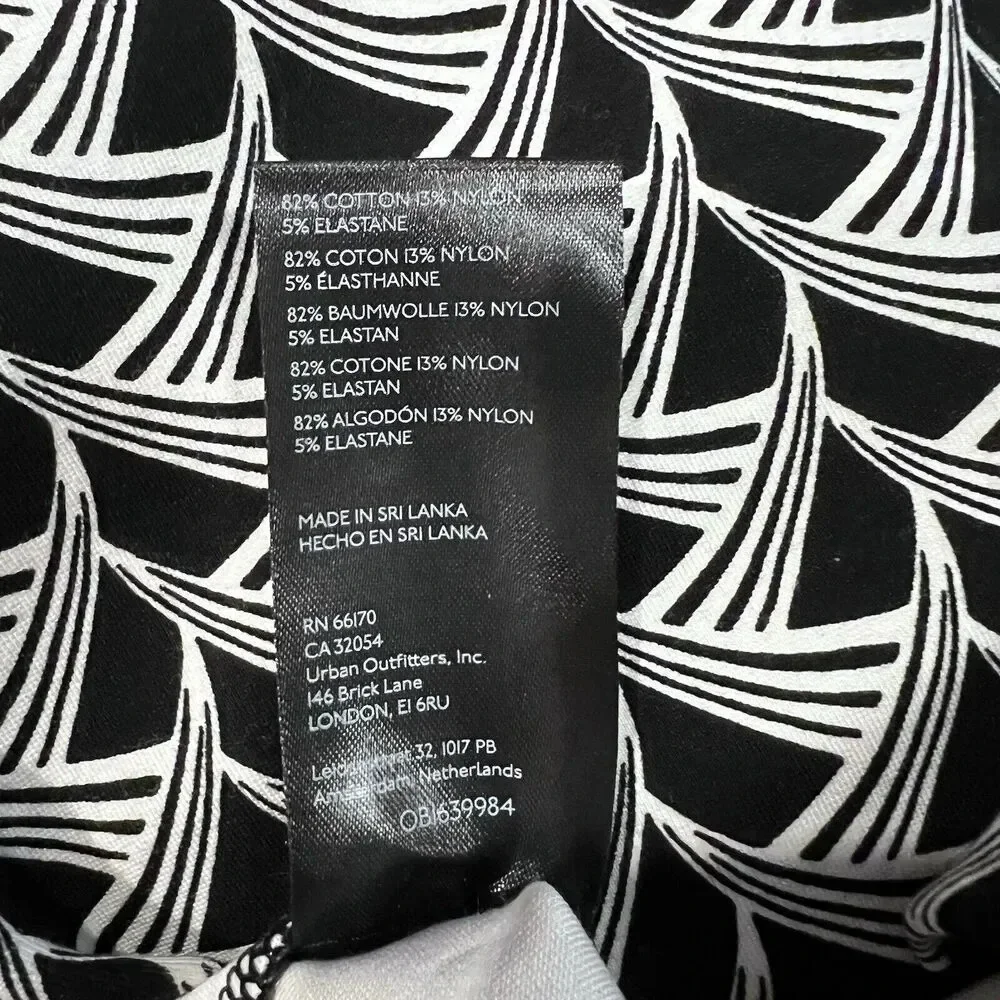 82% COTTON 13% NYLON
5% ELASTANE
82% COTON 13% NYLON
5% ÉLASTHANNE
82% BAUMWOLLE 13% NYLON
5% ELASTAN
82% COTONE 13% NYLON
5% ELASTAN
82% ALGODÓN 13% NYLON
5% ELASTANE
MADE IN SRI LANKA
HECHO EN SRI LANKA
RN 66170
CA 32054
Urban Outfitters, Inc.
146 Brick Lane
LONDON, E1 6RU
32, 1017 PB
Amsterdam, Netherlands
OB1639984